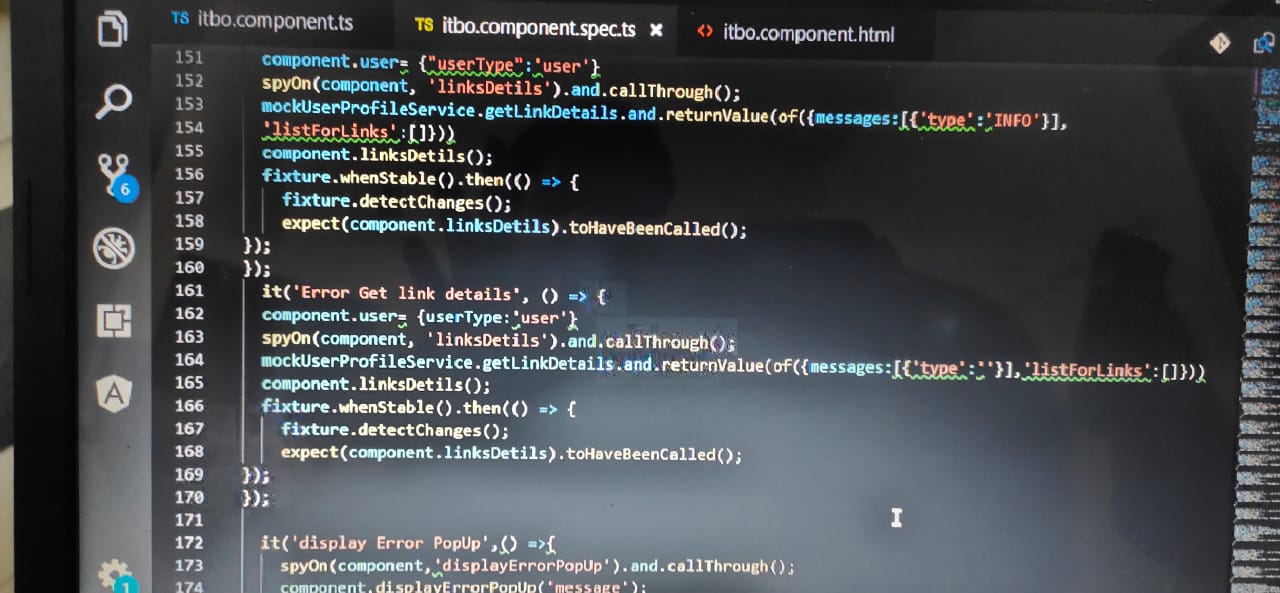 TS itbo.component.ts TS itbo.component.spec.ts × <> itbo.component.html
151 component.user= {"userType":'user'}
152 spyOn(component, 'linksDetils').and.callThrough();
153 mockUserProfileService.getLinkDetails.and.returnValue(of({messages:[{'type':'INFO'}],
154 'listForLinks':[]}))
155 component.linksDetils();
156 fixture.whenStable().then(() => {
157 fixture.detectChanges();
158 expect(component.linksDetils).toHaveBeenCalled();
159 });
160 });
161 it('Error Get link details', () => {
162 component.user= {userType:'user'}
163 spyOn(component, 'linksDetils').and.callThrough();
164 mockUserProfileService.getLinkDetails.and.returnValue(of({messages:[{'type':''}],'listForLinks':[]}))
165 component.linksDetils();
166 fixture.whenStable().then(() => {
167 fixture.detectChanges();
168 expect(component.linksDetils).toHaveBeenCalled();
169 });
170 });
171
172 it('display Error PopUp',() =>{
173 spyOn(component,'displayErrorPopUp').and.callThrough();
174 component.displayErrorPopUp('message');
6
A
1